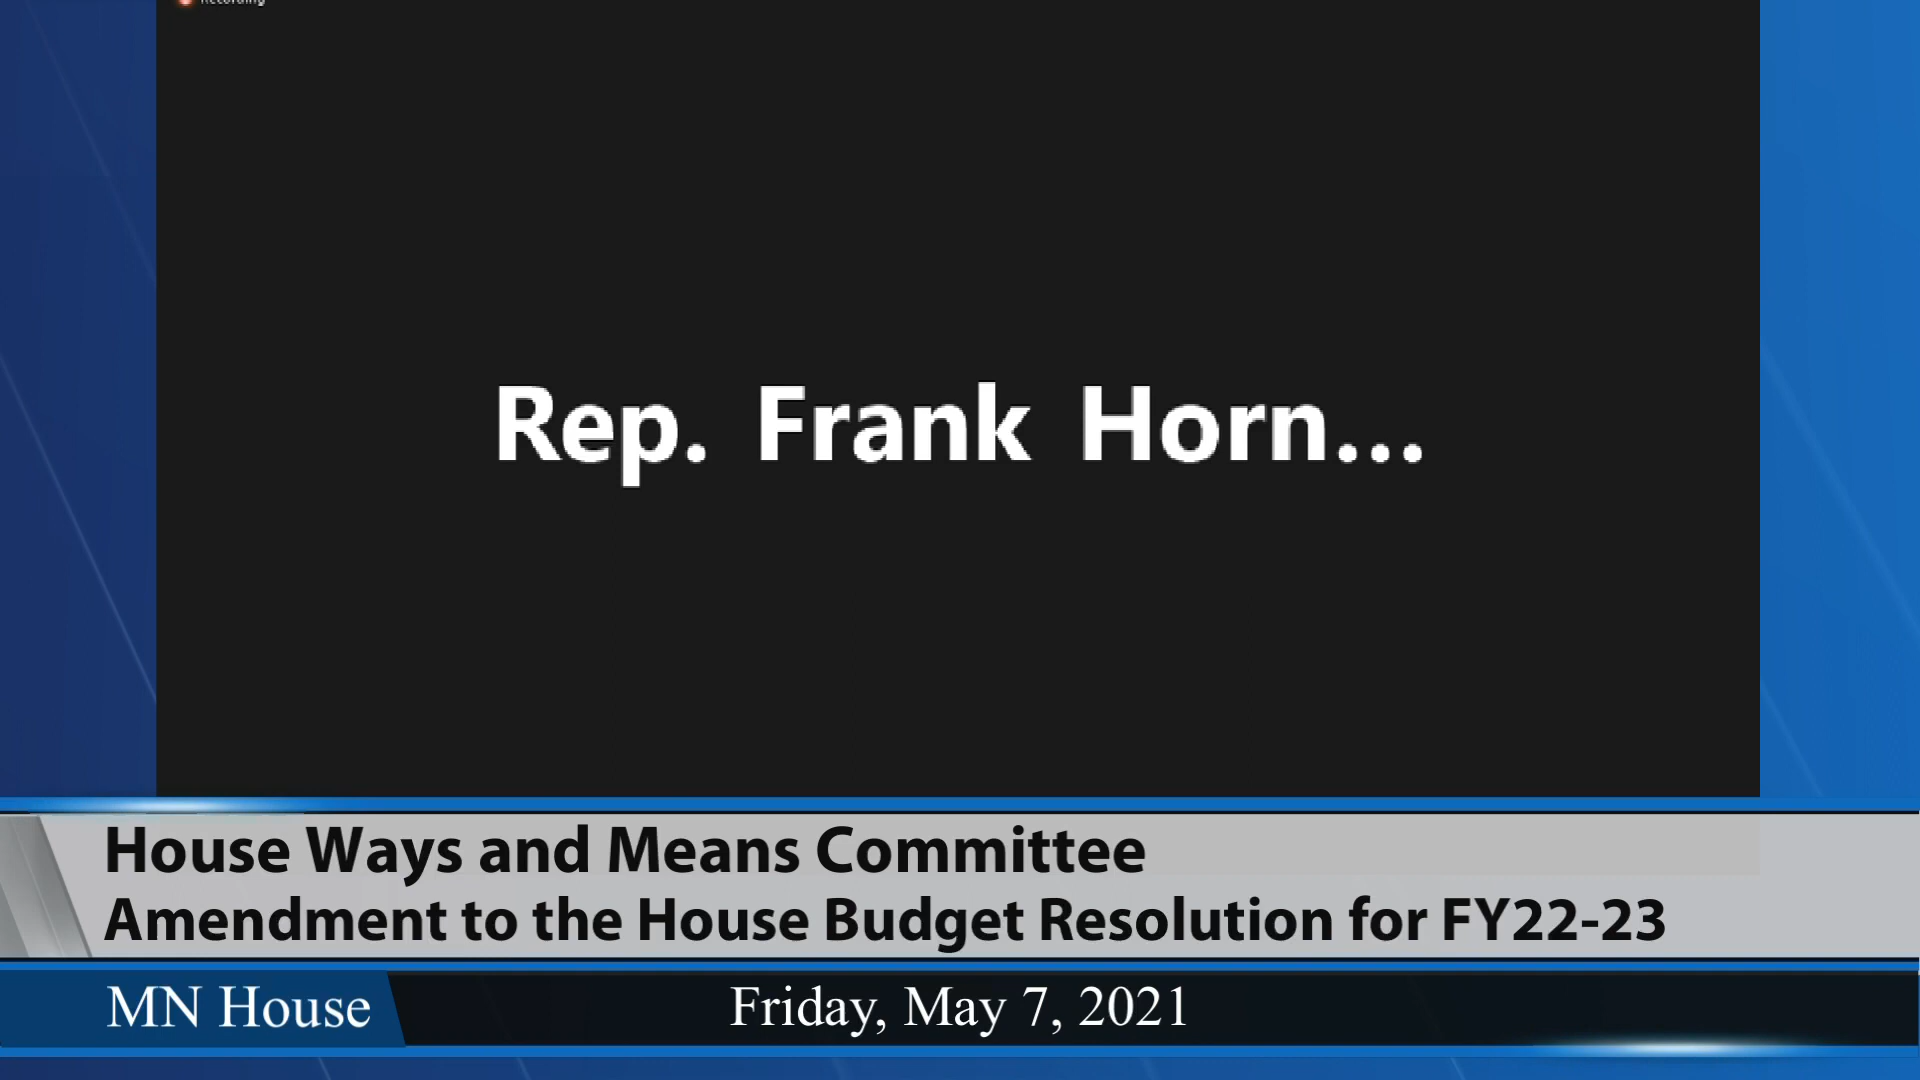 Recording
Rep. Frank Horn...
House Ways and Means Committee
Amendment to the House Budget Resolution for FY22-23
MN House
Friday, May 7, 2021